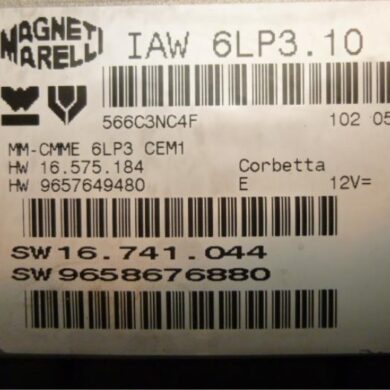 MAGNETI
MARELLI
IAW 6LP3.10
566C3NC4F 102 05
MM-CMME 6LP3 CEM1
HW 16.575.184 Corbetta
HW 9657649480 E 12V=
SW 16.741.044
SW 9658676880